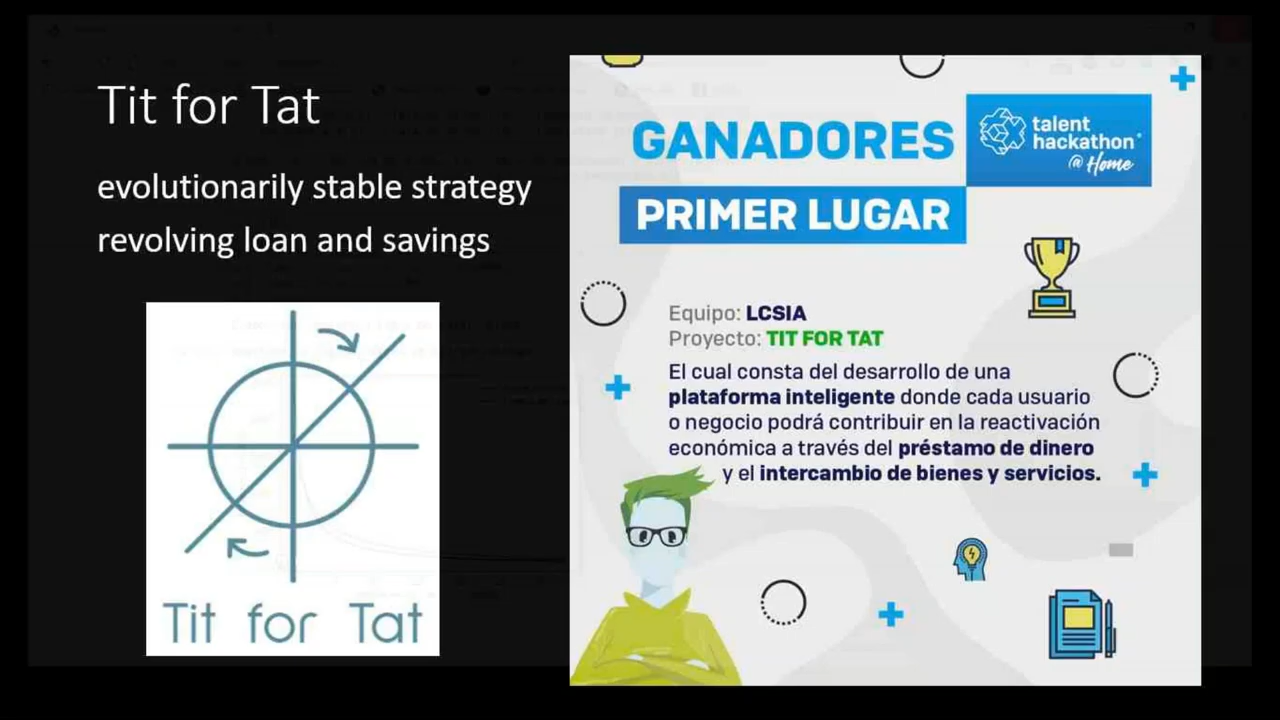 Tit for Tat
evolutionarily stable strategy
revolving loan and savings
Tit for Tat
GANADORES
talent
hackathon
@Home
PRIMER LUGAR
Equipo: LCSIA
Proyecto: TIT FOR TAT
El cual consta del desarrollo de una
plataforma inteligente donde cada usuario
o negocio podrá contribuir en la reactivación
económica a través del préstamo de dinero
y el intercambio de bienes y servicios.